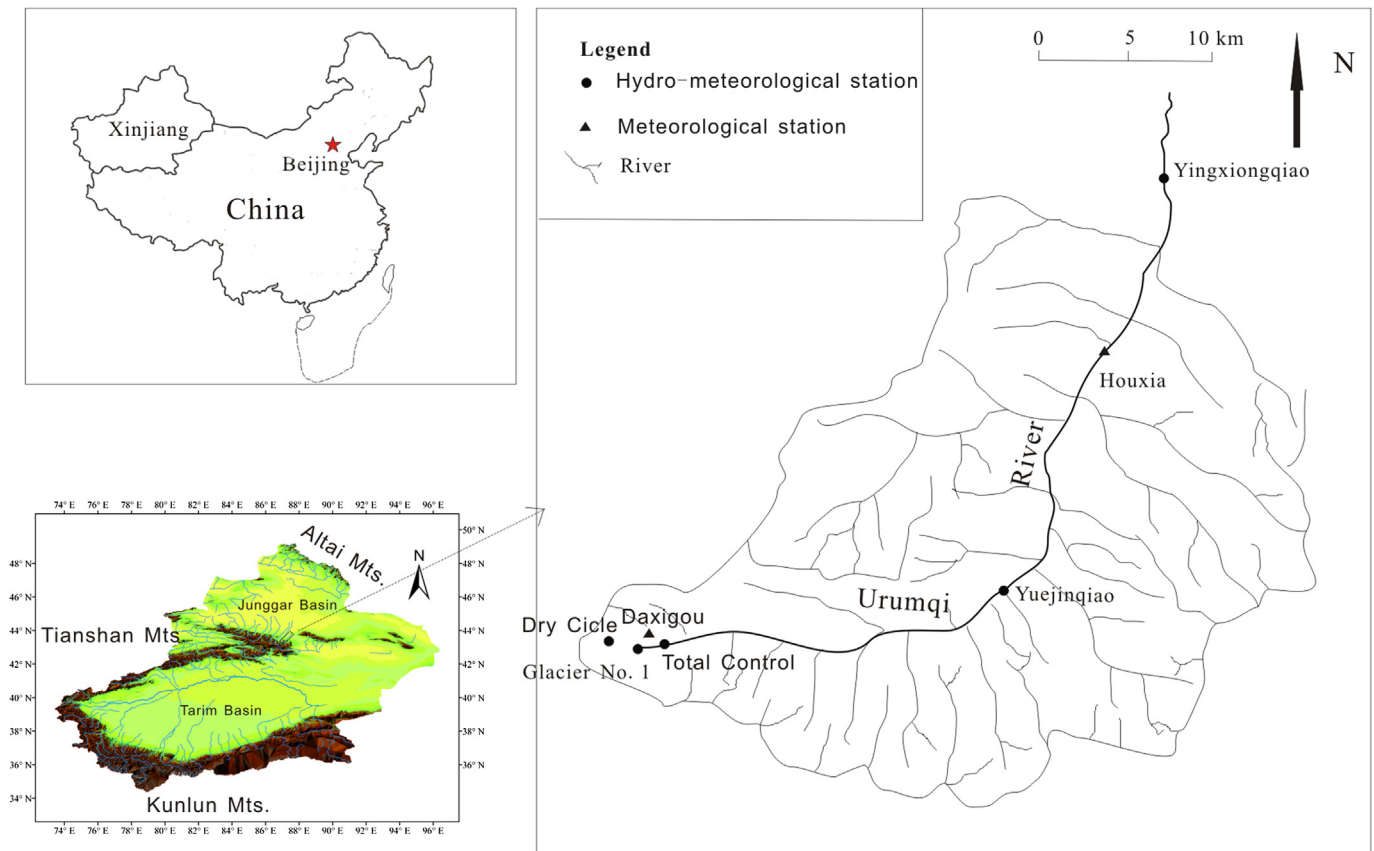 Xinjiang
Beijing
China
Legend
Hydro-meteorological station
Meteorological station
River
0 5 10 km
N
Yingxiongqiao
Houxia
River
Urumqi
Yuejinqiao
Dry Cicle
Daxigou
Total Control
Glacier No. 1
74° E 76° E 78° E 80° E 82° E 84° E 86° E 88° E 90° E 92° E 94° E 96° E
50° N
48° N
48° N
46° N
46° N
44° N
44° N
42° N
42° N
40° N
40° N
38° N
38° N
36° N
36° N
34° N
Altai Mts.
N
Junggar Basin
Tianshan Mts.
Tarim Basin
Kunlun Mts.
74° E 76° E 78° E 80° E 82° E 84° E 86° E 88° E 90° E 92° E 94° E 96° E